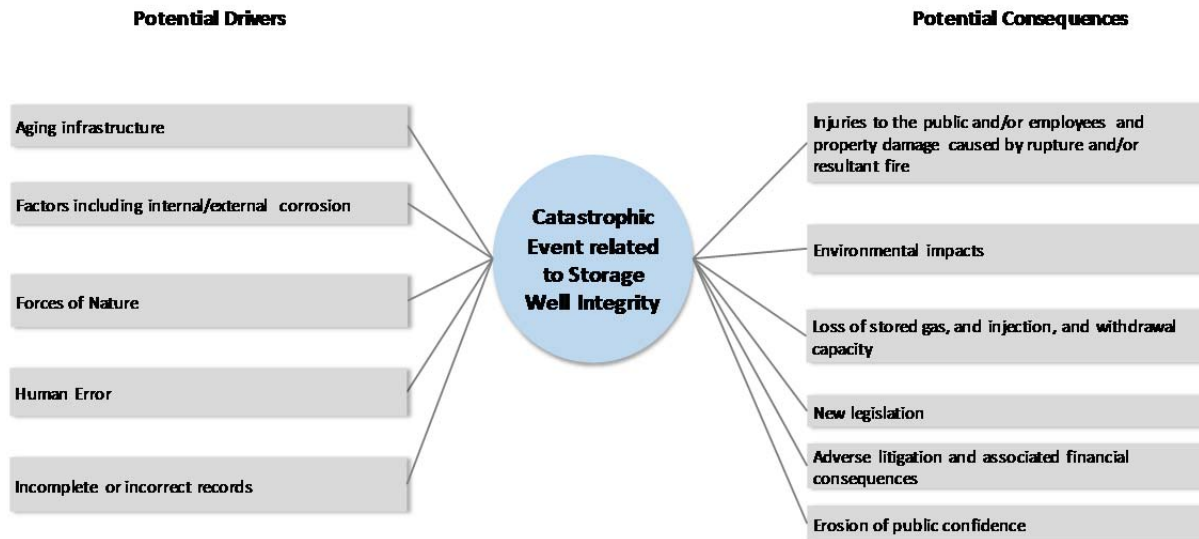 Potential Drivers
Potential Consequences
Aging infrastructure
Factors including internal/external corrosion
Forces of Nature
Human Error
Incomplete or incorrect records
Catastrophic
Event related
to Storage
Well Integrity
Injuries to the public and/or employees and
property damage caused by rupture and/or
resultant fire
Environmental impacts
Loss of stored gas, and injection, and withdrawal
capacity
New legislation
Adverse litigation and associated financial
consequences
Erosion of public confidence